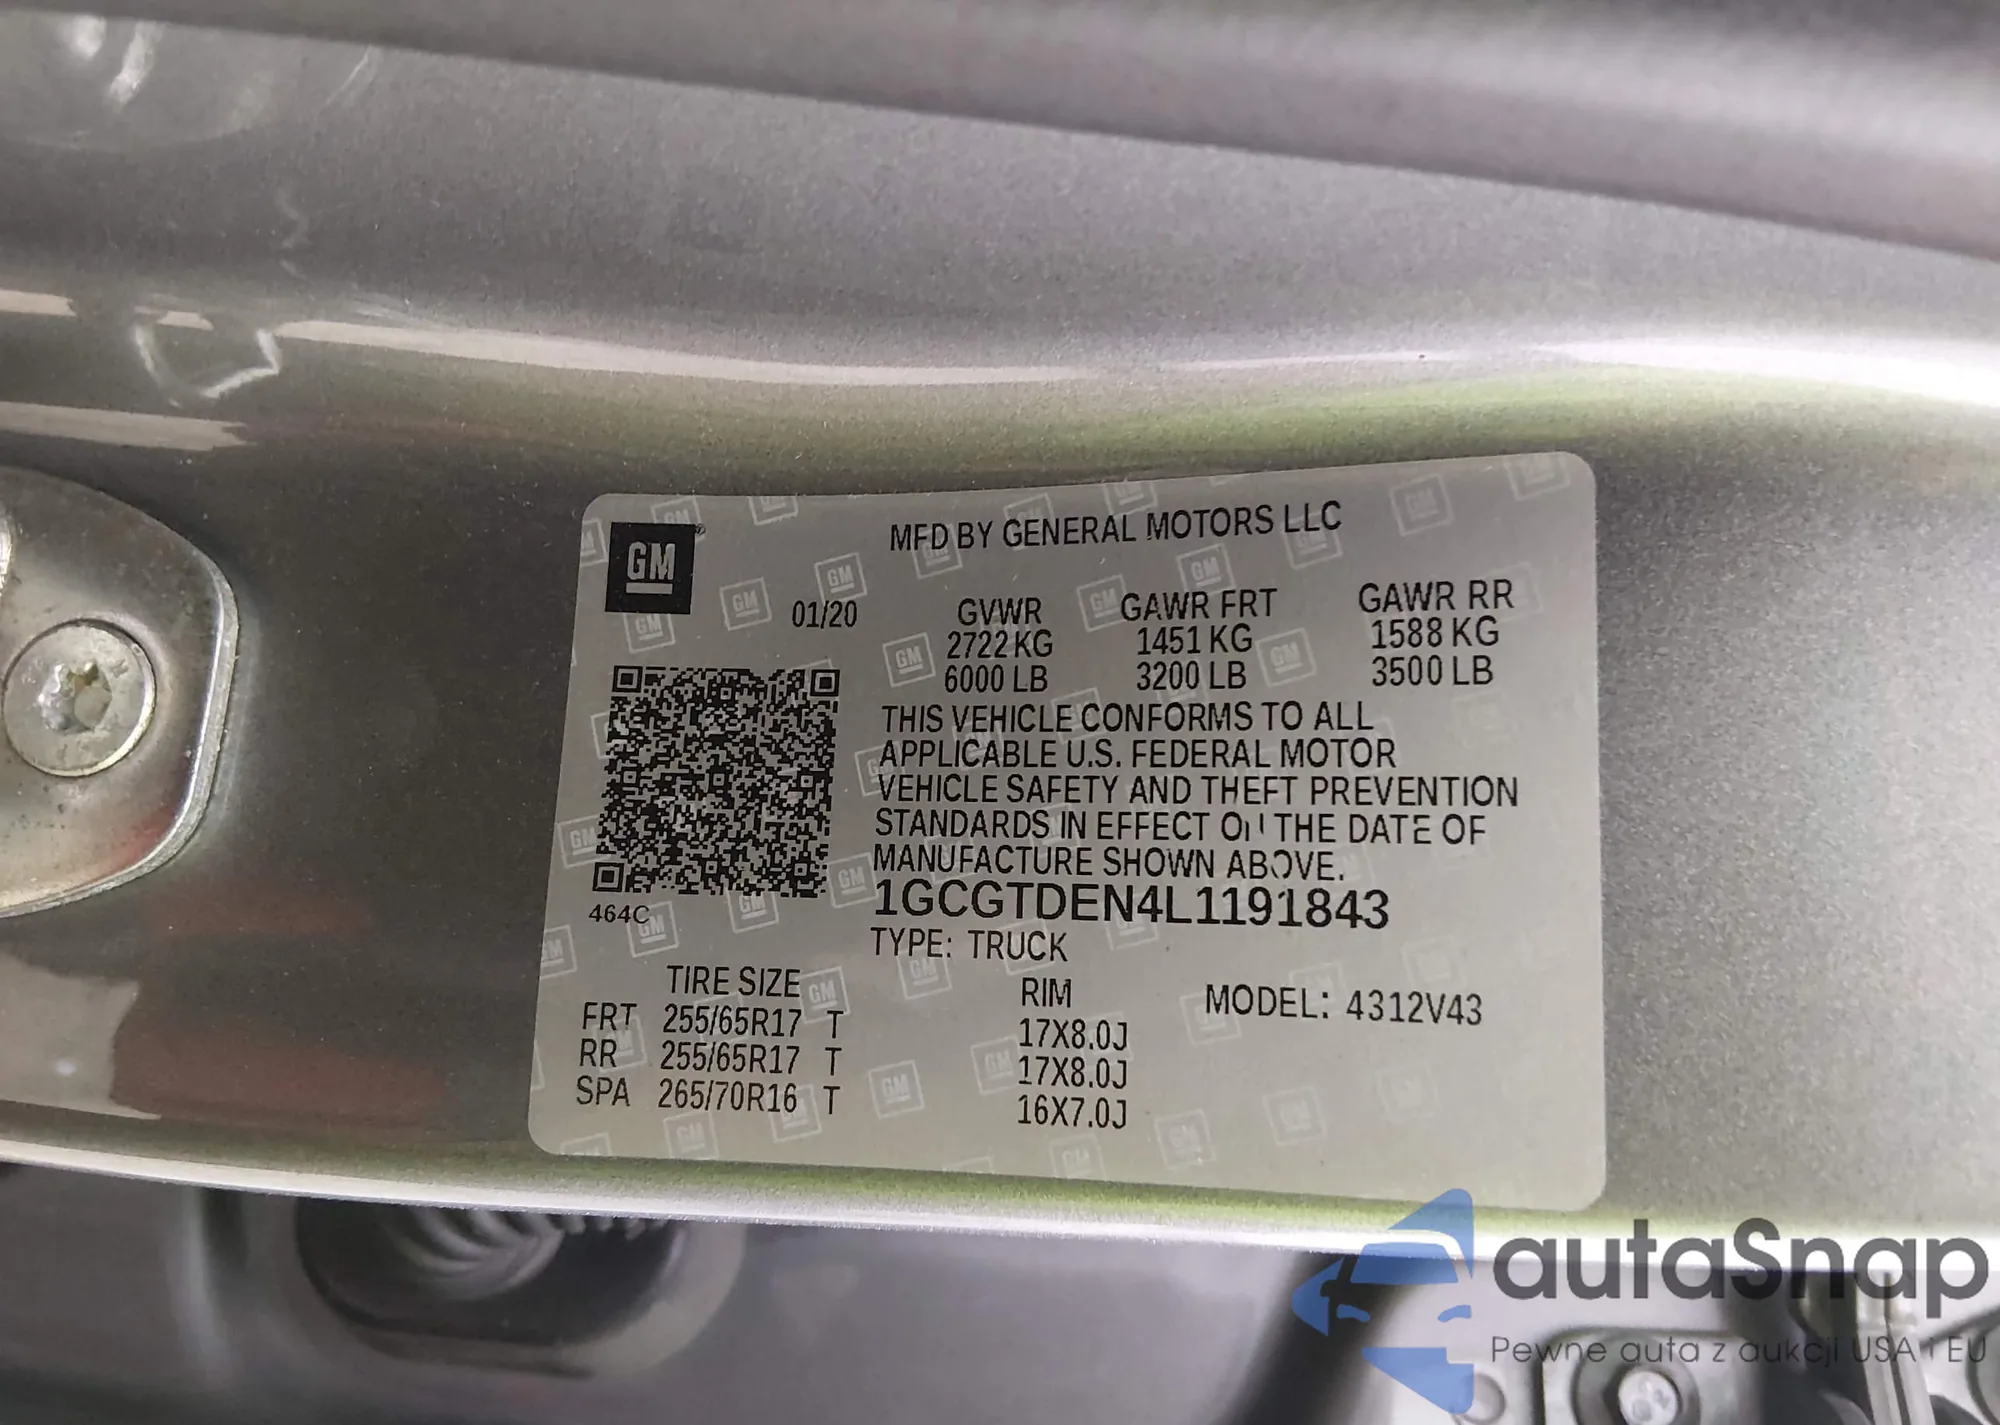 GM
MFD BY GENERAL MOTORS LLC
01/20 GVWR GAWR FRT GAWR RR
2722 KG 1451 KG 1588 KG
6000 LB 3200 LB 3500 LB
THIS VEHICLE CONFORMS TO ALL
APPLICABLE U.S. FEDERAL MOTOR
VEHICLE SAFETY AND THEFT PREVENTION
STANDARDS IN EFFECT ON THE DATE OF
MANUFACTURE SHOWN ABOVE.
464C
1GCGTDEN4L1191843
TYPE: TRUCK
TIRE SIZE RIM MODEL: 4312V43
FRT 255/65R17 T 17X8.0J
RR 255/65R17 T 17X8.0J
SPA 265/70R16 T 16X7.0J
autaSnap
Pewne auta z aukcji USA i EU